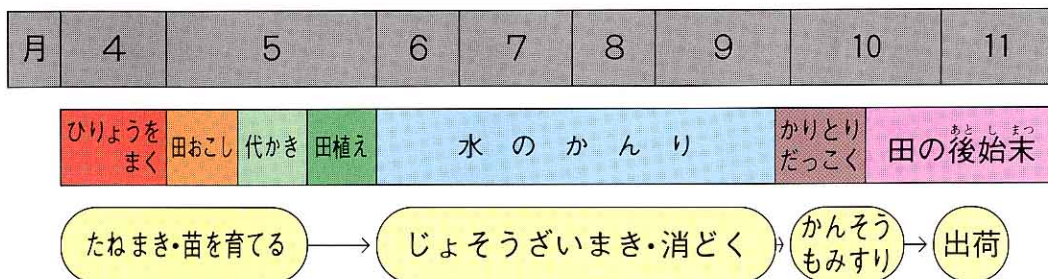 月 4 5 6 7 8 9 10 11
ひりょうを
まく
田おこし
代かき
田植え
水のかんり
かりとり
だっこく
あとしまつ
田の後始末
たねまき・苗を育てる
じょそうざいまき・消どく
かんそう
もみすり
出荷